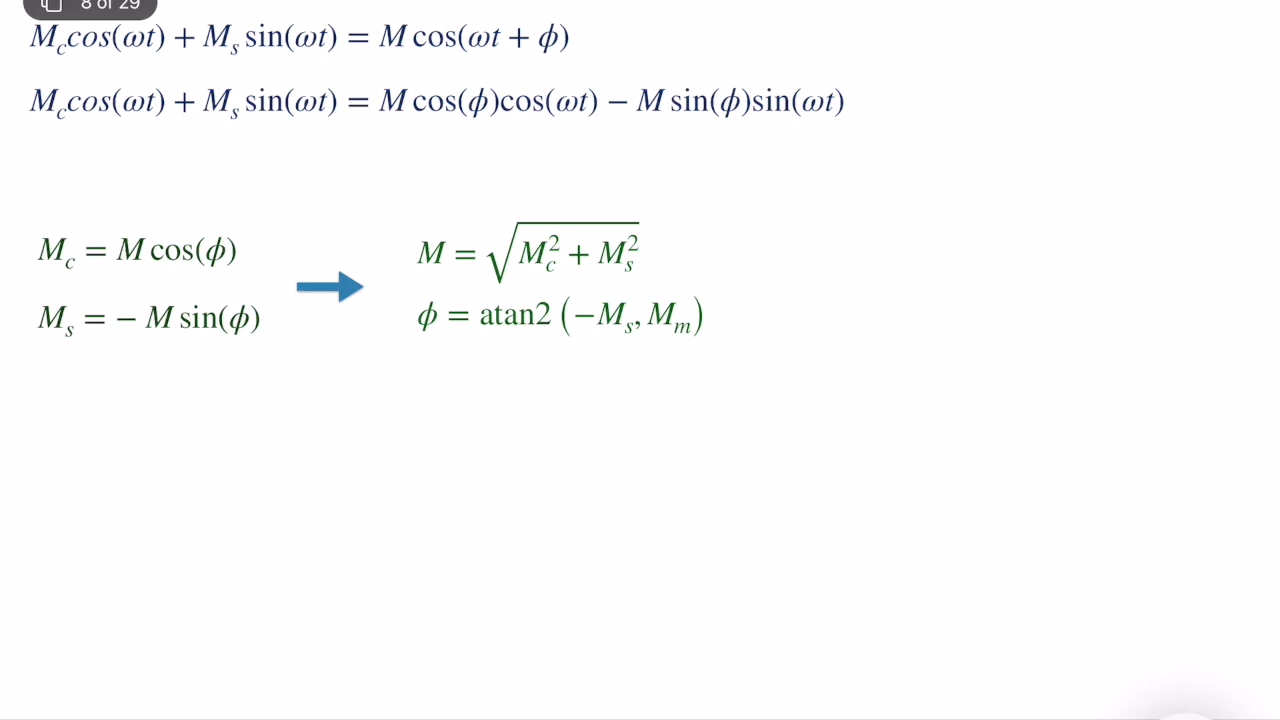 8 of 29
M_c cos(ωt) + M_s sin(ωt) = M cos(ωt + ϕ)
M_c cos(ωt) + M_s sin(ωt) = M cos(ϕ)cos(ωt) − M sin(ϕ)sin(ωt)
M_c = M cos(ϕ)
M_s = − M sin(ϕ)
M = √(M_c^2 + M_s^2)
ϕ = atan2 (−M_s, M_m)